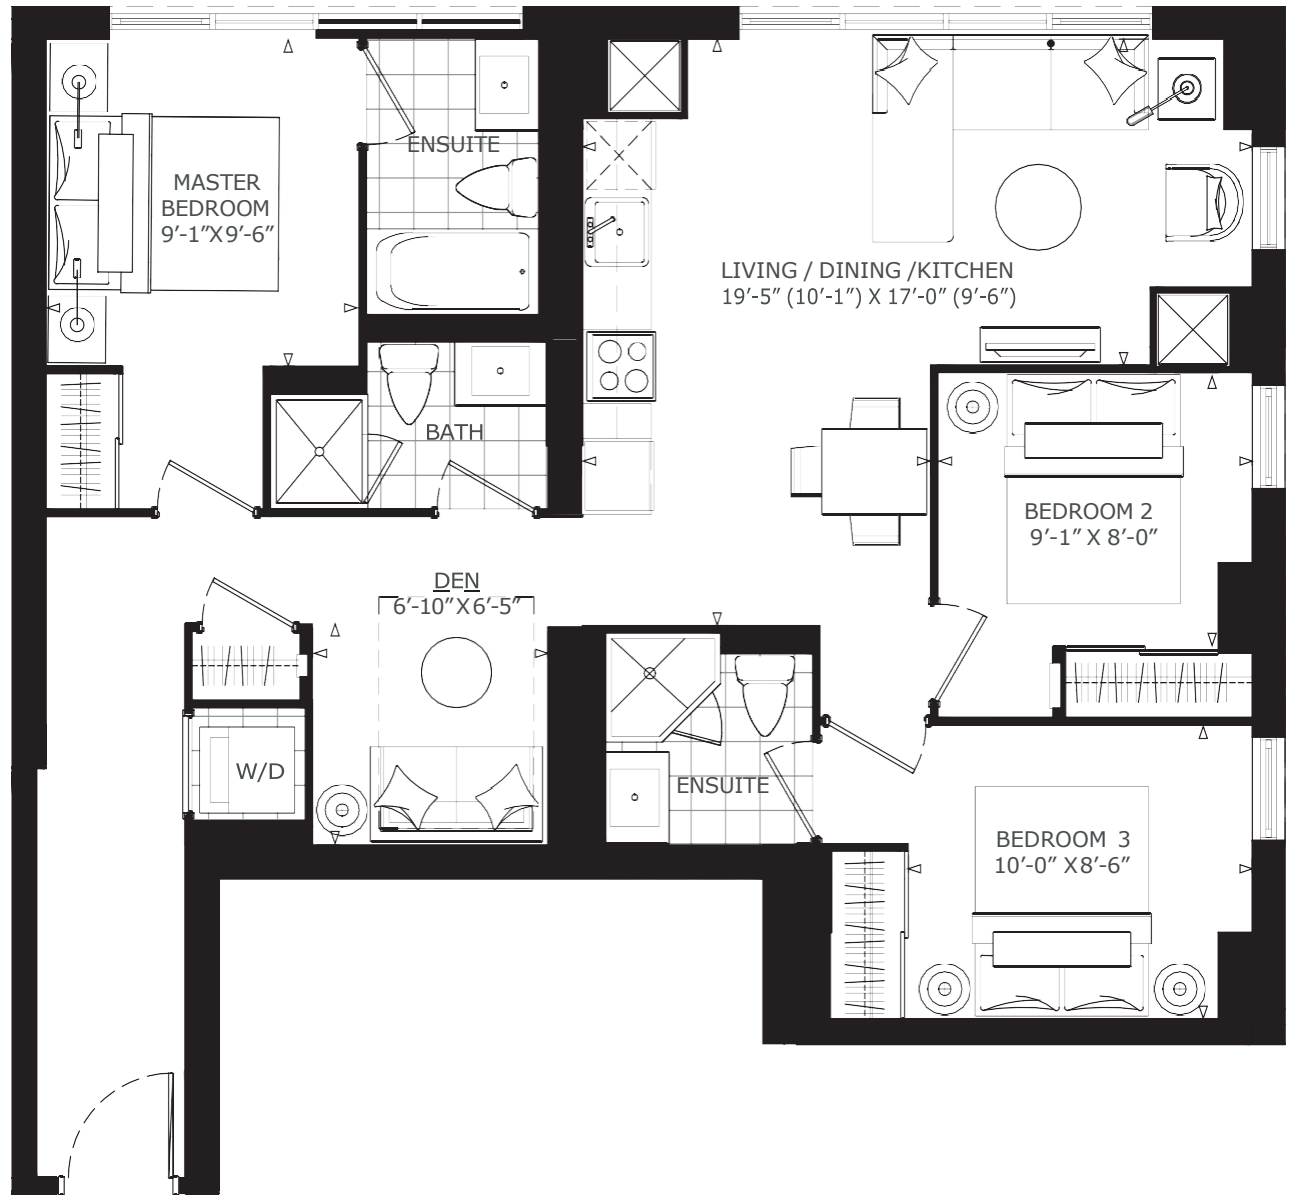 ENSUITE
MASTER
BEDROOM
9'-1"X9'-6"
LIVING / DINING /KITCHEN
19'-5" (10'-1") X 17'-0" (9'-6")
BATH
BEDROOM 2
9'-1" X 8'-0"
DEN
6'-10"X6'-5"
W/D
ENSUITE
BEDROOM 3
10'-0" X8'-6"